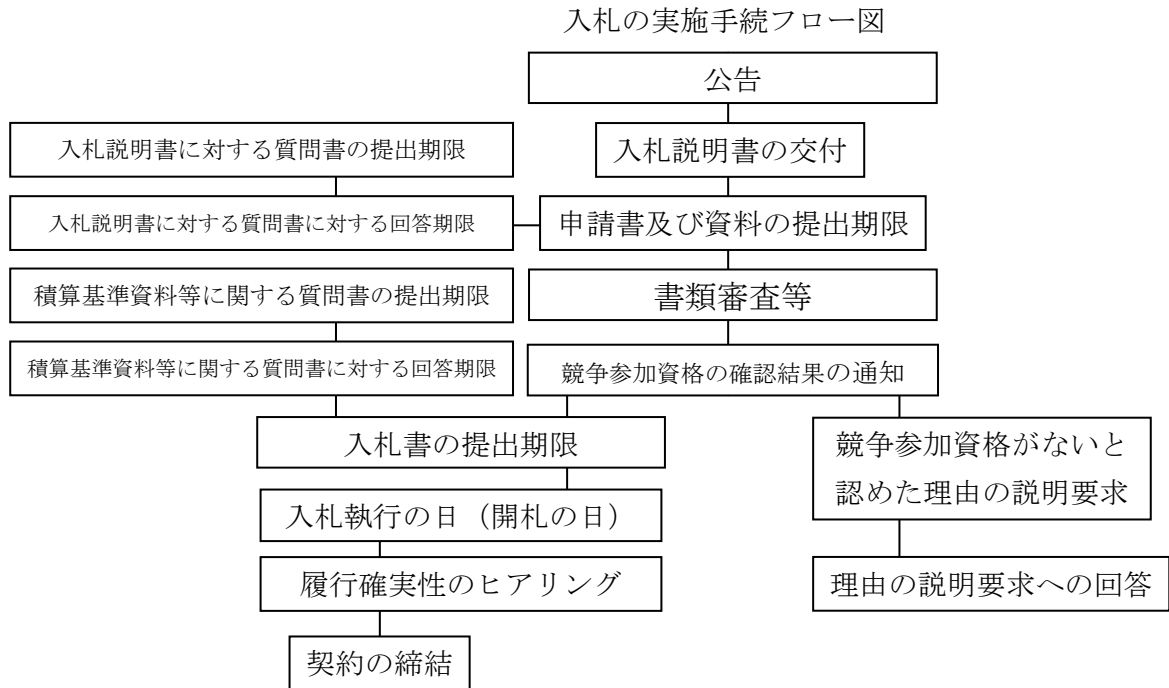 入札の実施手続フロー図
公告
入札説明書に対する質問書の提出期限
入札説明書の交付
入札説明書に対する質問書に対する回答期限
申請書及び資料の提出期限
積算基準資料等に関する質問書の提出期限
書類審査等
積算基準資料等に関する質問書に対する回答期限
競争参加資格の確認結果の通知
入札書の提出期限
競争参加資格がないと
認めた理由の説明要求
入札執行の日（開札の日）
履行確実性のヒアリング
理由の説明要求への回答
契約の締結